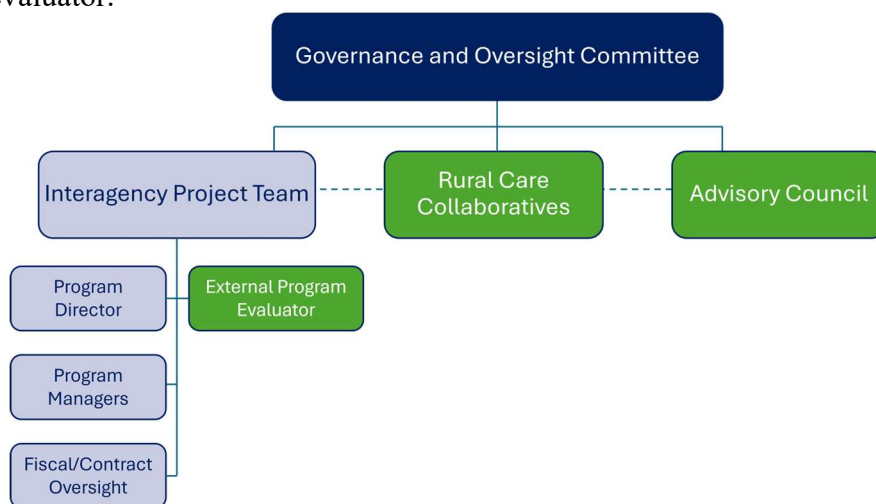 evaluator.
Governance and Oversight Committee
Interagency Project Team
Rural Care
Collaboratives
Advisory Council
Program
Director
External Program
Evaluator
Program
Managers
Fiscal/Contract
Oversight